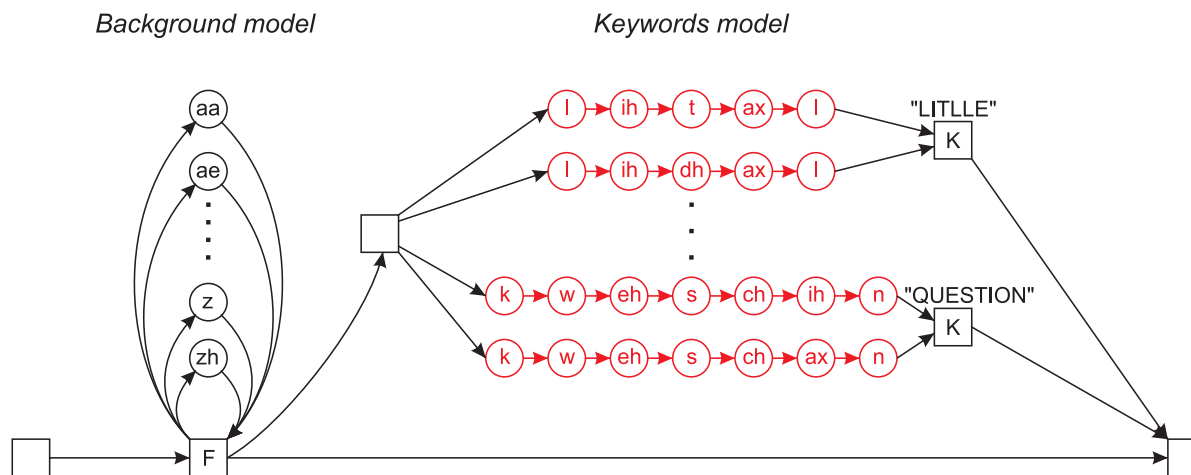 Background model
Keywords model
aa
l ih t ax l
"LITLLE"
K
ae
l ih dh ax l
z
k w eh s ch ih n
"QUESTION"
K
zh
k w eh s ch ax n
F